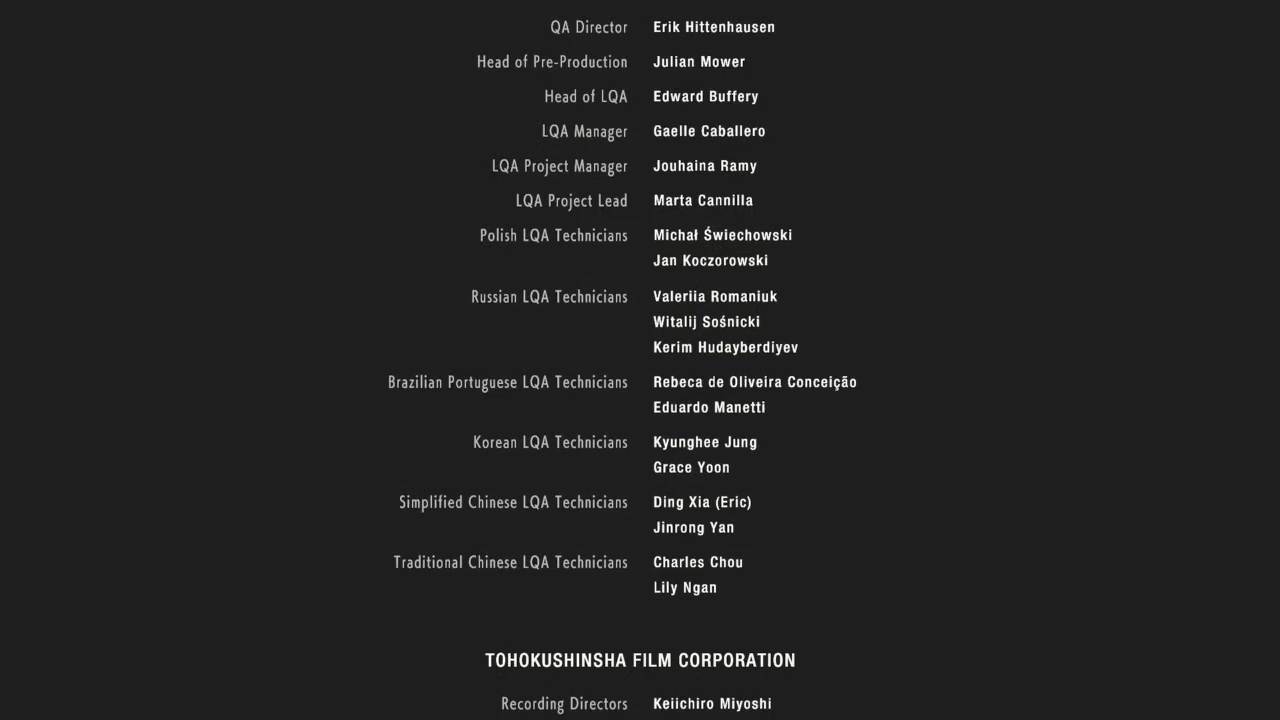 QA Director Erik Hittenhausen
Head of Pre-Production Julian Mower
Head of LQA Edward Buffery
LQA Manager Gaelle Caballero
LQA Project Manager Jouhaina Ramy
LQA Project Lead Marta Cannilla
Polish LQA Technicians Michał Świechowski
Jan Koczorowski
Russian LQA Technicians Valeriia Romaniuk
Witalij Sośnicki
Kerim Hudayberdiyev
Brazilian Portuguese LQA Technicians Rebeca de Oliveira Conceição
Eduardo Manetti
Korean LQA Technicians Kyunghee Jung
Grace Yoon
Simplified Chinese LQA Technicians Ding Xia (Eric)
Jinrong Yan
Traditional Chinese LQA Technicians Charles Chou
Lily Ngan
TOHOKUSHINSHA FILM CORPORATION
Recording Directors Keiichiro Miyoshi